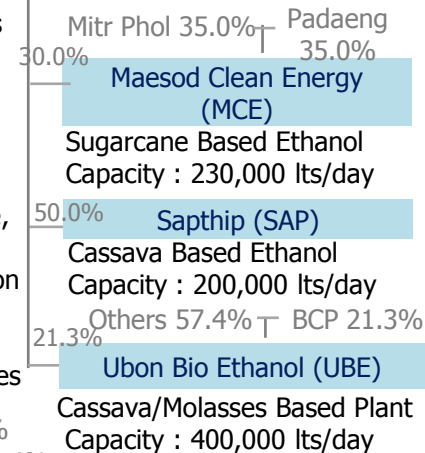 s
Mitr Phol 35.0%
Padaeng
35.0%
30.0%
Maesod Clean Energy
(MCE)
Sugarcane Based Ethanol
Capacity : 230,000 lts/day
,
50.0%
Sapthip (SAP)
Cassava Based Ethanol
on
Capacity : 200,000 lts/day
Others 57.4%
BCP 21.3%
21.3%
Ubon Bio Ethanol (UBE)
es
Cassava/Molasses Based Plant
%
Capacity : 400,000 lts/day